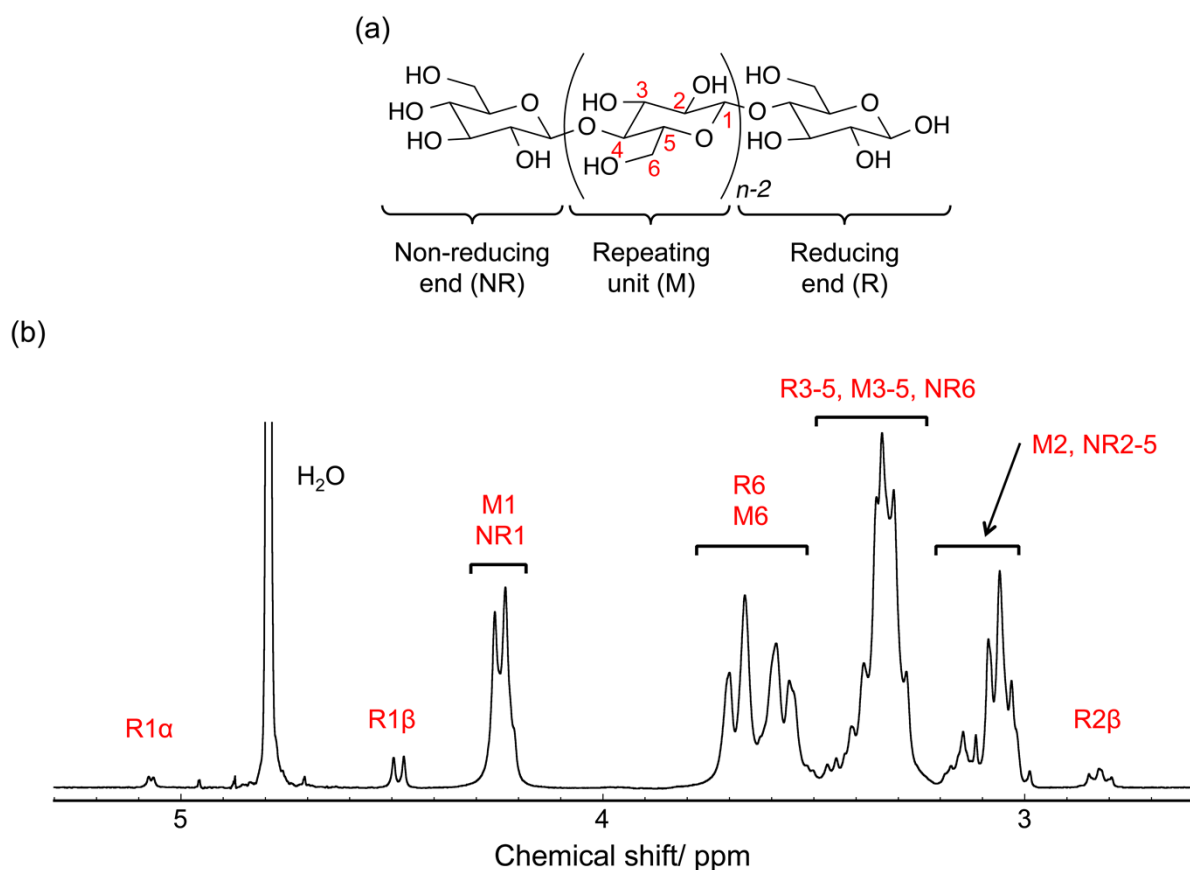 (a)
HO
HO
HO
OH
O
O
HO
3
2
OH
1
4
5
O
HO
6
n-2
O
HO
HO
OH
O
OH
Non-reducing
end (NR)
Repeating
unit (M)
Reducing
end (R)
(b)
R3-5, M3-5, NR6
M2, NR2-5
H2O
M1
NR1
R6
M6
R1α
R1β
R2β
5
4
3
Chemical shift/ ppm